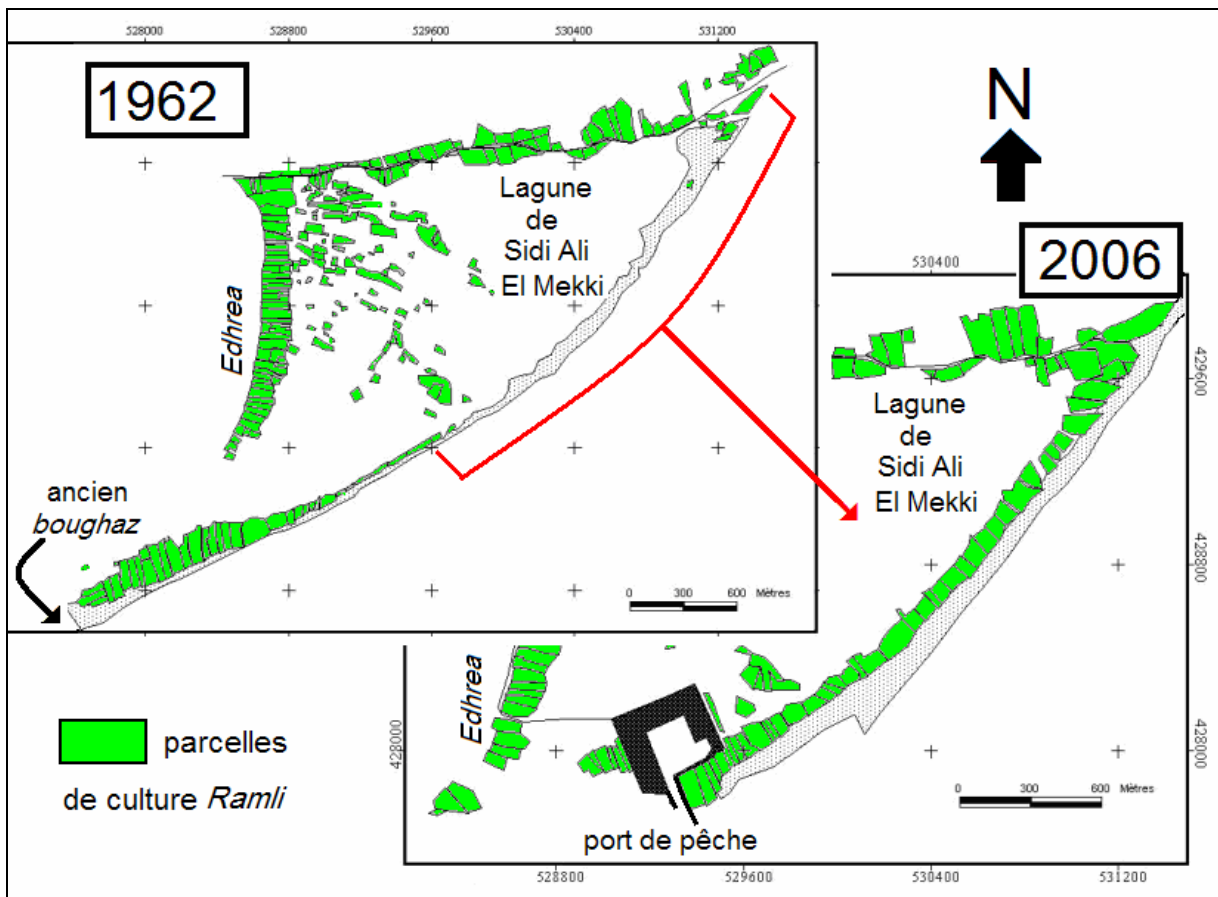 528000 528800 529600 530400 531200
1962
Lagune
de
Sidi Ali
El Mekki
Edhrea
ancien
boughaz
0 300 600 Mètres
N
2006
530400
Lagune
de
Sidi Ali
El Mekki
429600
428800
428000
Edhrea
428000
port de pêche
0 300 600 Mètres
528800 529600 530400 531200
parcelles
de culture Ramli